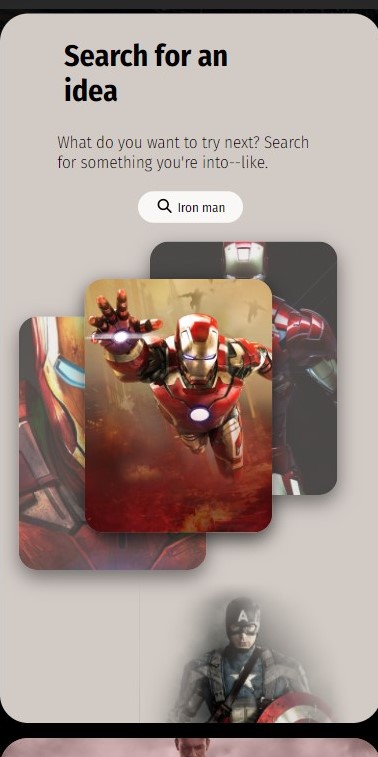 Search for an
idea
What do you want to try next? Search
for something you're into--like.
Iron man
A